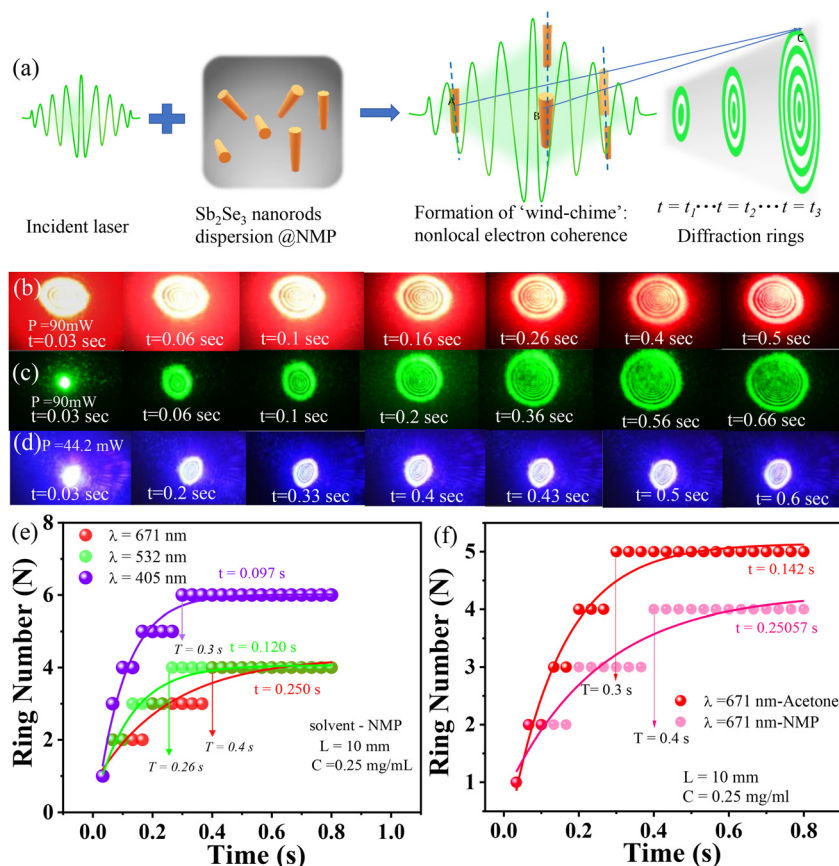 (a)
A
B
C
Incident laser
Sb₂Se₃ nanorods
dispersion @NMP
Formation of ‘wind-chime’:
nonlocal electron coherence
t = t₁···t = t₂···t = t₃
Diffraction rings
(b)
P =90mW
t=0.03 sec
t=0.06 sec
t=0.1 sec
t=0.16 sec
t=0.26 sec
t=0.4 sec
t=0.5 sec
(c)
P=90mW
t=0.03 sec
t=0.06 sec
t=0.1 sec
t=0.2 sec
t=0.36 sec
t=0.56 sec
t=0.66 sec
(d)
P =44.2 mW
t=0.03 sec
t=0.2 sec
t=0.33 sec
t= 0.4 sec
t=0.43 sec
t= 0.5 sec
t= 0.6 sec
(e)
λ = 671 nm
λ = 532 nm
λ = 405 nm
t = 0.097 s
T = 0.3 s
t = 0.120 s
t = 0.250 s
T = 0.26 s
T = 0.4 s
solvent - NMP
L = 10 mm
C =0.25 mg/mL
Ring Number (N)
8
6
4
2
0
0.0 0.2 0.4 0.6 0.8 1.0
Time (s)
(f)
t = 0.142 s
t = 0.25057 s
T= 0.3 s
T = 0.4 s
λ =671 nm-Acetone
λ =671 nm-NMP
L = 10 mm
C = 0.25 mg/ml
Ring Number (N)
5
4
3
2
1
0.0 0.2 0.4 0.6 0.8
Time (s)